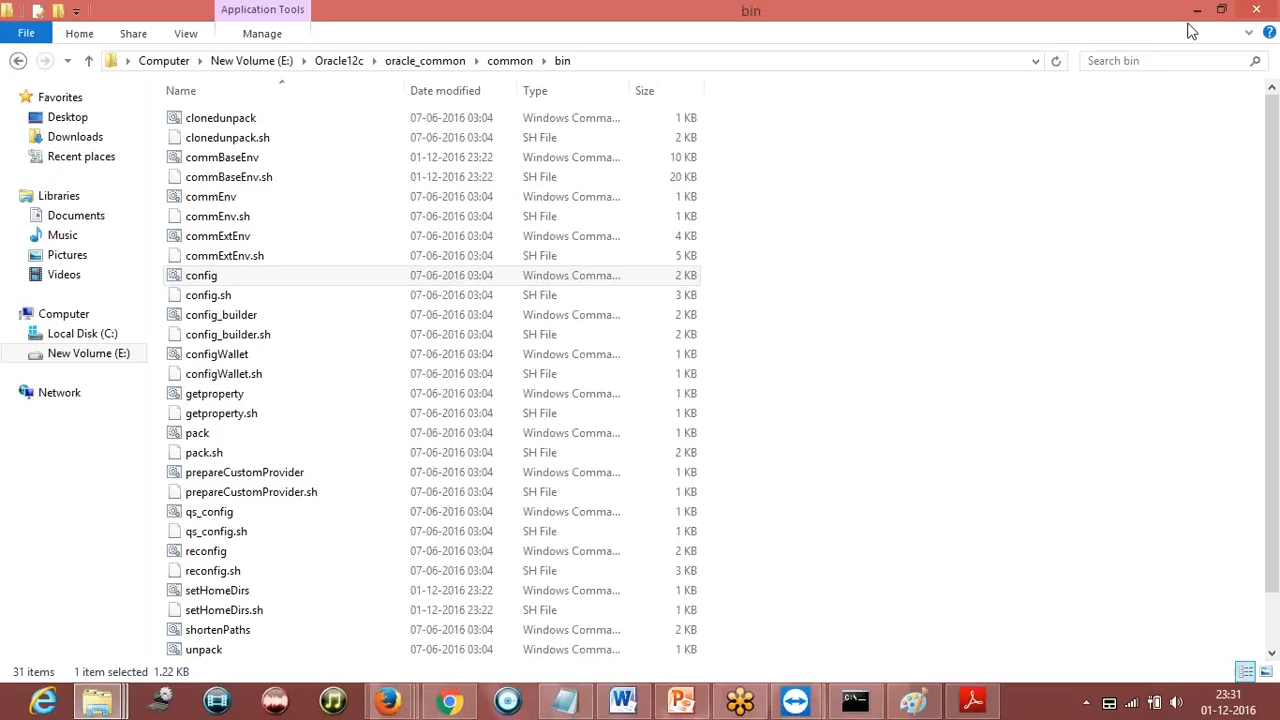 Application Tools
bin
File
Home
Share
View
Manage
Computer
New Volume (E:)
Oracle12c
oracle_common
common
bin
Search bin
Name
Date modified
Type
Size
Favorites
Desktop
Downloads
Recent places
Libraries
Documents
Music
Pictures
Videos
Computer
Local Disk (C:)
New Volume (E:)
Network
clonedunpack 07-06-2016 03:04 Windows Comma... 1 KB
clonedunpack.sh 07-06-2016 03:04 SH File 2 KB
commBaseEnv 01-12-2016 23:22 Windows Comma... 10 KB
commBaseEnv.sh 01-12-2016 23:22 SH File 20 KB
commEnv 07-06-2016 03:04 Windows Comma... 1 KB
commEnv.sh 07-06-2016 03:04 SH File 1 KB
commExtEnv 07-06-2016 03:04 Windows Comma... 4 KB
commExtEnv.sh 07-06-2016 03:04 SH File 5 KB
config 07-06-2016 03:04 Windows Comma... 2 KB
config.sh 07-06-2016 03:04 SH File 3 KB
config_builder 07-06-2016 03:04 Windows Comma... 2 KB
config_builder.sh 07-06-2016 03:04 SH File 2 KB
configWallet 07-06-2016 03:04 Windows Comma... 2 KB
configWallet.sh 07-06-2016 03:04 SH File 2 KB
getproperty 07-06-2016 03:04 Windows Comma... 1 KB
getproperty.sh 07-06-2016 03:04 SH File 1 KB
pack 07-06-2016 03:04 Windows Comma... 1 KB
pack.sh 07-06-2016 03:04 SH File 2 KB
prepareCustomProvider 07-06-2016 03:04 Windows Comma... 1 KB
prepareCustomProvider.sh 07-06-2016 03:04 SH File 1 KB
qs_config 07-06-2016 03:04 Windows Comma... 1 KB
qs_config.sh 07-06-2016 03:04 SH File 1 KB
reconfig 07-06-2016 03:04 Windows Comma... 2 KB
reconfig.sh 07-06-2016 03:04 SH File 3 KB
setHomeDirs 01-12-2016 23:22 Windows Comma... 1 KB
setHomeDirs.sh 01-12-2016 23:22 SH File 1 KB
shortenPaths 07-06-2016 03:04 Windows Comma... 2 KB
unpack 07-06-2016 03:04 Windows Comma... 1 KB
31 items 1 item selected 1.22 KB
23:31
01-12-2016